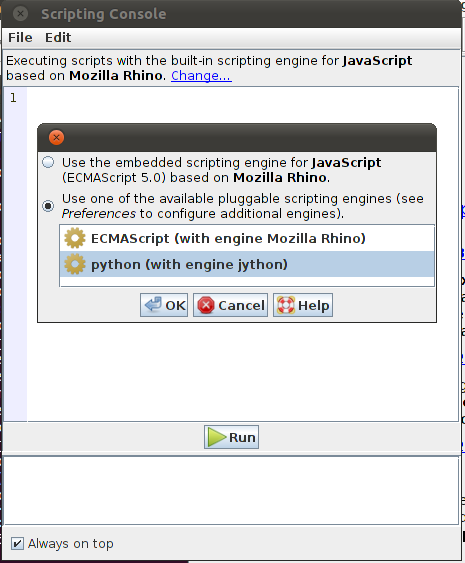 Scripting Console
File Edit
Executing scripts with the built-in scripting engine for JavaScript
based on Mozilla Rhino. Change...
1
Use the embedded scripting engine for JavaScript
(ECMAScript 5.0) based on Mozilla Rhino.
Use one of the available pluggable scripting engines (see
Preferences to configure additional engines).
ECMAScript (with engine Mozilla Rhino)
python (with engine jython)
OK Cancel Help
Run
Always on top